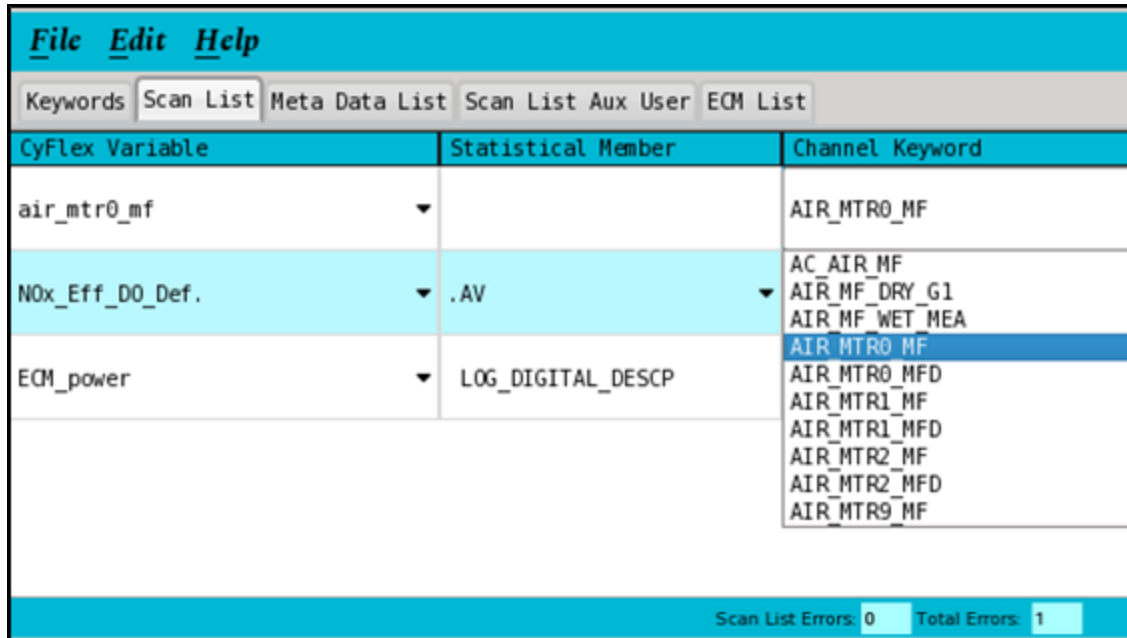 File Edit Help
Keywords Scan List Meta Data List Scan List Aux User ECM List
CyFlex Variable Statistical Member Channel Keyword
air_mtr0_mf AIR_MTR0_MF
NOx_Eff_DO_Def. .AV
AC_AIR_MF
AIR_MF_DRY_G1
AIR_MF_WET_MEA
AIR_MTR0_MF
ECM_power LOG_DIGITAL_DESCP
AIR_MTR0_MFD
AIR_MTR1_MF
AIR_MTR1_MFD
AIR_MTR2_MF
AIR_MTR2_MFD
AIR_MTR9_MF
Scan List Errors: 0 Total Errors: 1